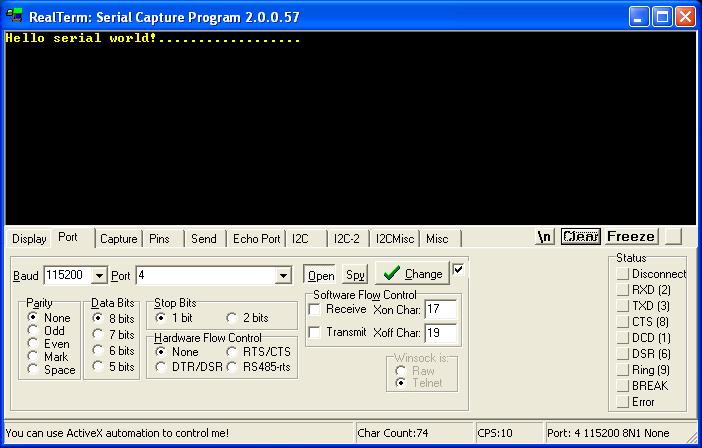 RealTerm: Serial Capture Program 2.0.0.57
Hello serial world!..................
Display Port Capture Pins Send Echo Port I2C I2C-2 I2CMisc Misc \n Clear Freeze
Baud 115200 Port 4 Open Spy Change
Parity
None
Odd
Even
Mark
Space
Data Bits
8 bits
7 bits
6 bits
5 bits
Stop Bits
1 bit 2 bits
Hardware Flow Control
None RTS/CTS
DTR/DSR RS485-rts
Software Flow Control
Receive Xon Char: 17
Transmit Xoff Char: 19
Winsock is:
Raw
Telnet
Status
Disconnect
RXD (2)
TXD (3)
CTS (8)
DCD (1)
DSR (6)
Ring (9)
BREAK
Error
You can use ActiveX automation to control me! Char Count:74 CPS:10 Port: 4 115200 8N1 None